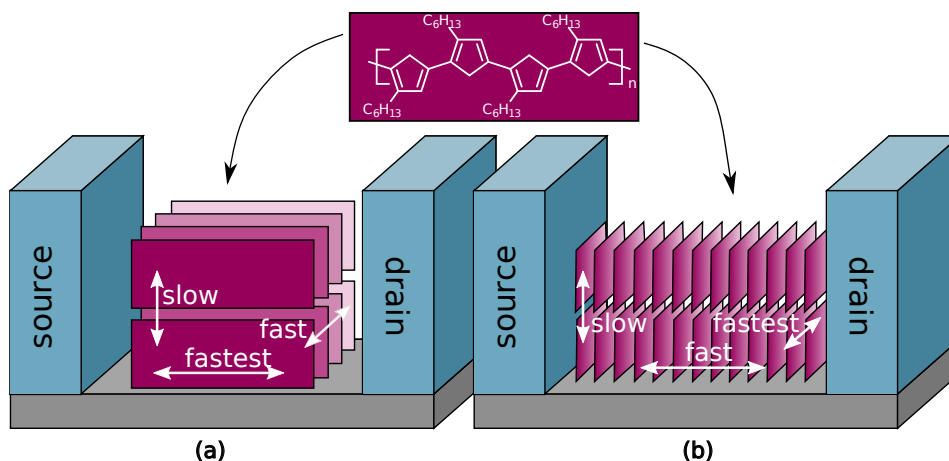 C6H13 C6H13
n
C6H13 C6H13
source
slow
fast
fastest
drain
source
slow
fastest
fast
drain
(a) (b)